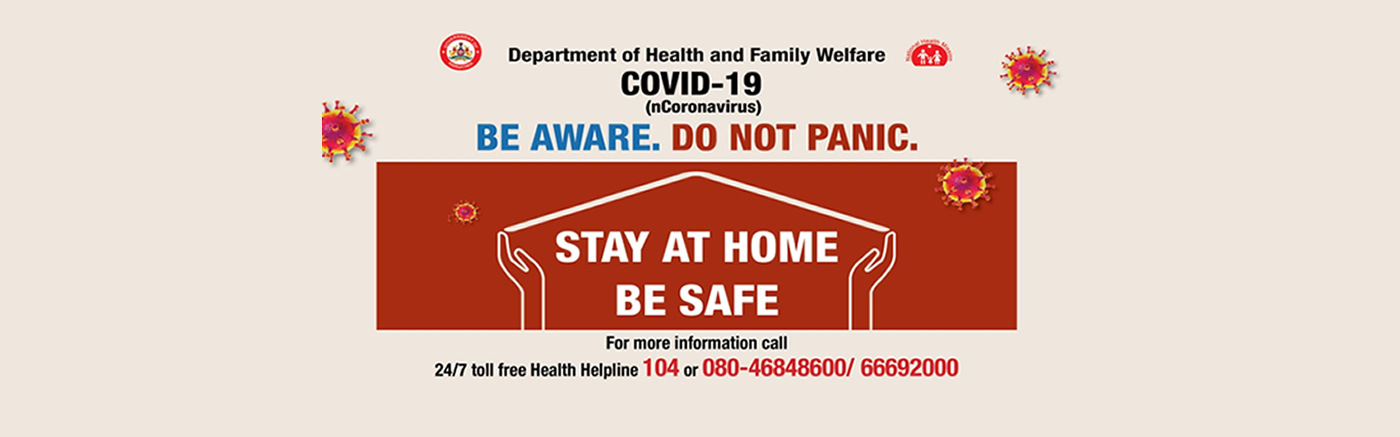 Department of Health and Family Welfare
COVID-19
(nCoronavirus)
BE AWARE. DO NOT PANIC.
STAY AT HOME
BE SAFE
For more information call
24/7 toll free Health Helpline 104 or 080-46848600/ 66692000